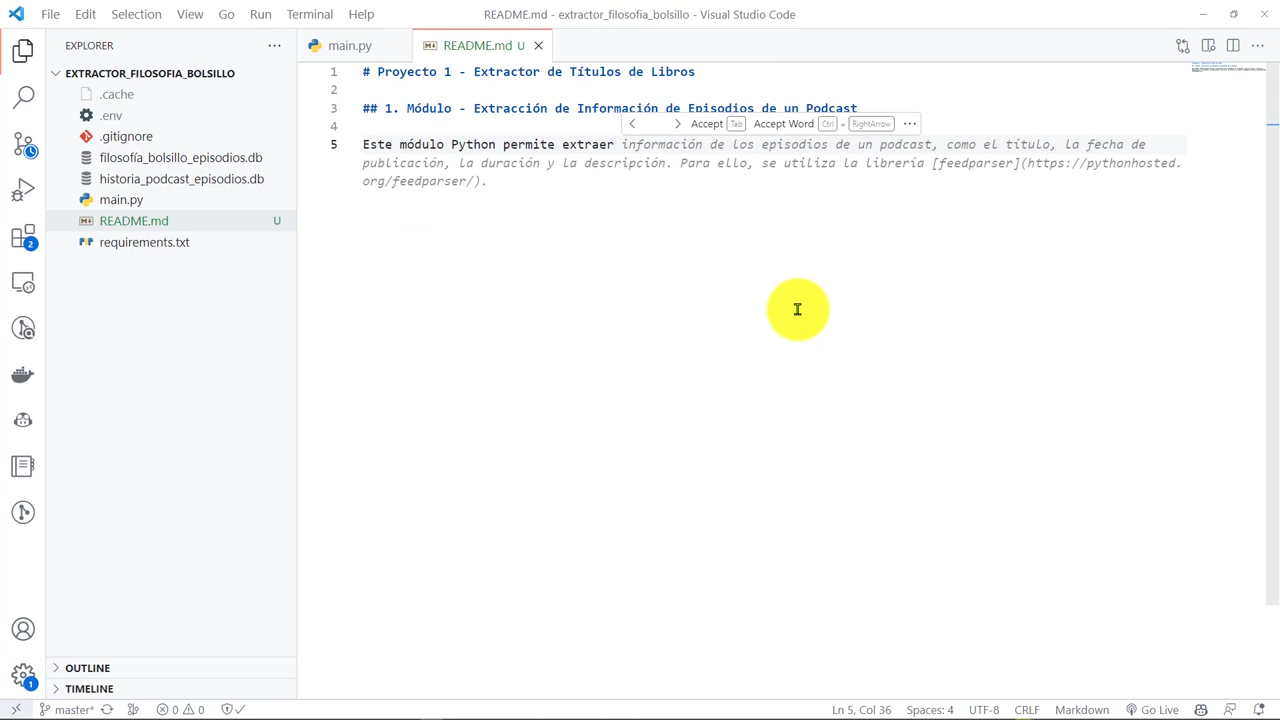 File Edit Selection View Go Run Terminal Help README.md - extractor_filosofia_bolsillo - Visual Studio Code
EXPLORER
main.py
README.md U
EXTRACTOR_FILOSOFIA_BOLSILLO
.cache
.env
.gitignore
filosofía_bolsillo_episodios.db
historia_podcast_episodios.db
main.py
README.md U
requirements.txt
1 # Proyecto 1 - Extractor de Títulos de Libros
2
3 ## 1. Módulo - Extracción de Información de Episodios de un Podcast
4
Accept Tab Accept Word Ctrl + RightArrow
5 Este módulo Python permite extraer información de los episodios de un podcast, como el título, la fecha de
publicación, la duración y la descripción. Para ello, se utiliza la librería [feedparser](https://pythonhosted.
org/feedparser/).
2
1
OUTLINE
TIMELINE
master* 0 0 Ln 5, Col 36 Spaces: 4 UTF-8 CRLF Markdown Go Live